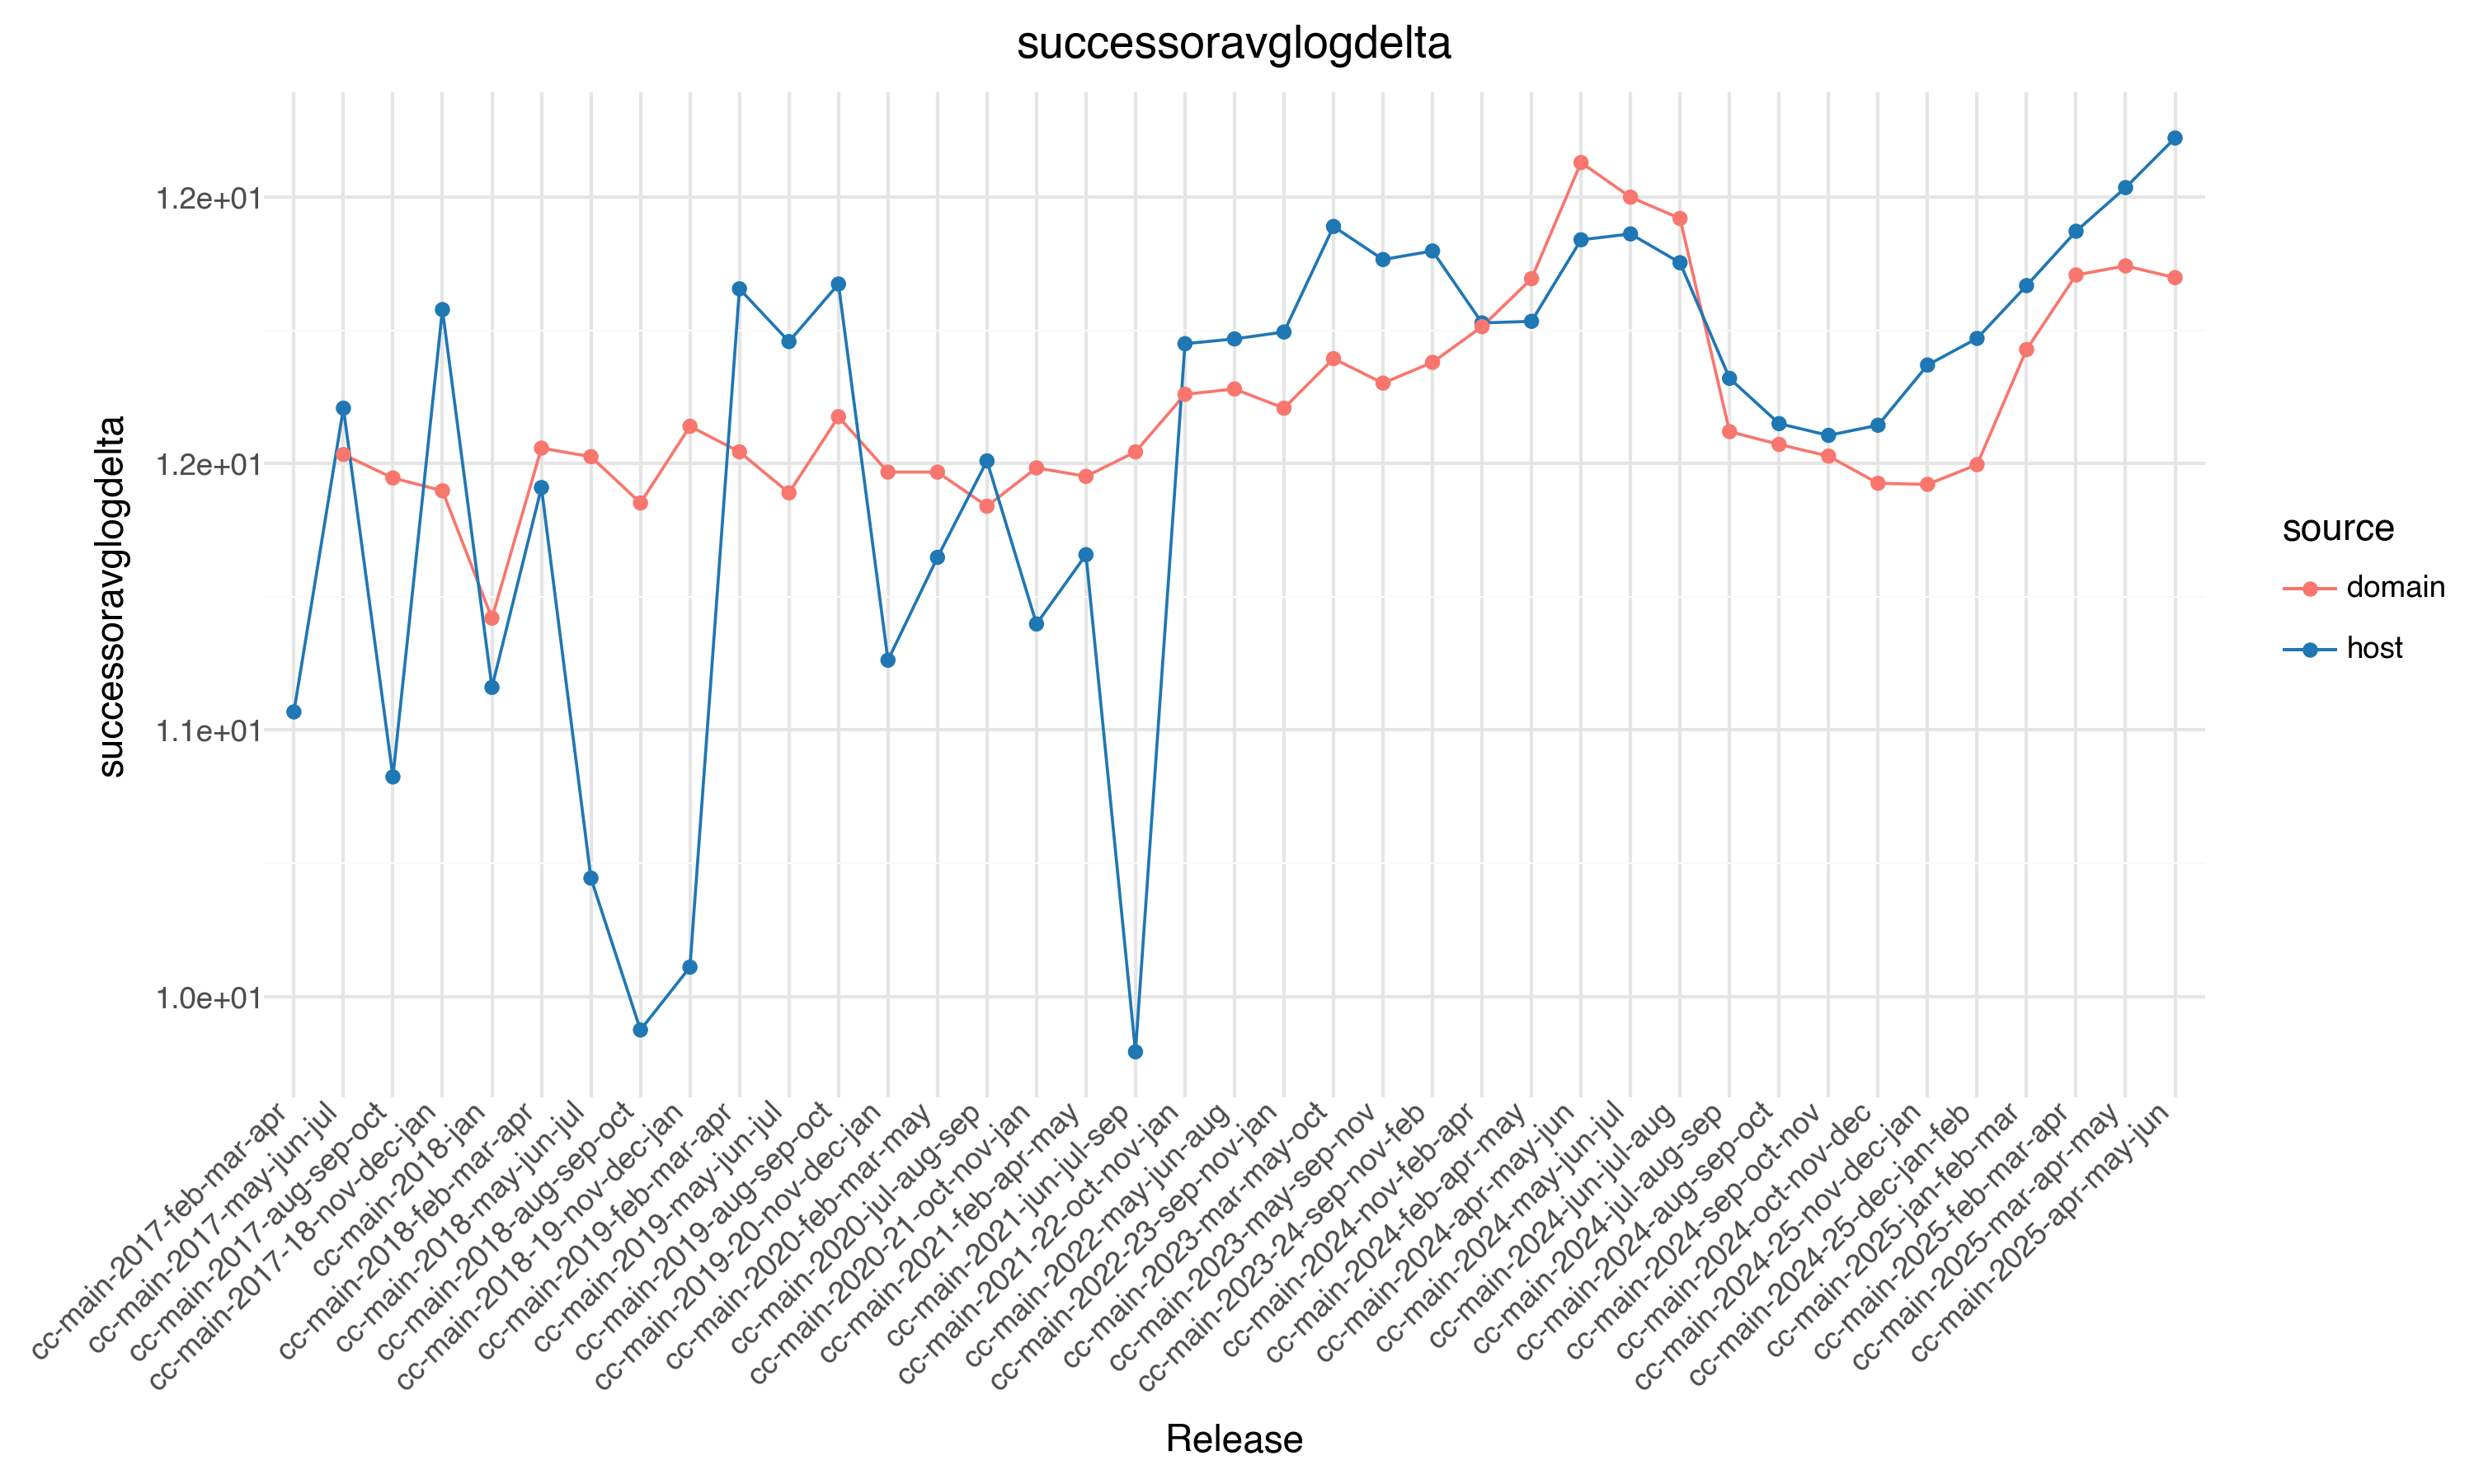 successoravglogdelta
successoravglogdelta
1.2e+01
1.2e+01
1.1e+01
1.0e+01
cc-main-2017-feb-mar-apr
cc-main-2017-may-jun-jul
cc-main-2017-aug-sep-oct
cc-main-2017-18-nov-dec-jan
cc-main-2018-jan
cc-main-2018-feb-mar-apr
cc-main-2018-may-jun-jul
cc-main-2018-aug-sep-oct
cc-main-2018-19-nov-dec-jan
cc-main-2019-feb-mar-apr
cc-main-2019-may-jun-jul
cc-main-2019-aug-sep-oct
cc-main-2019-20-nov-dec-jan
cc-main-2020-feb-mar-may
cc-main-2020-jul-aug-sep
cc-main-2020-21-oct-nov-jan
cc-main-2021-feb-apr-may
cc-main-2021-jun-jul-sep
cc-main-2021-22-oct-nov-jan
cc-main-2022-may-jun-aug
cc-main-2022-23-sep-nov-jan
cc-main-2023-mar-may-oct
cc-main-2023-may-sep-nov
cc-main-2023-24-sep-nov-feb
cc-main-2024-nov-feb-apr
cc-main-2024-feb-apr-may
cc-main-2024-apr-may-jun
cc-main-2024-may-jun-jul
cc-main-2024-jun-jul-aug
cc-main-2024-jul-aug-sep
cc-main-2024-aug-sep-oct
cc-main-2024-sep-oct-nov
cc-main-2024-oct-nov-dec
cc-main-2024-25-nov-dec-jan
cc-main-2024-25-dec-jan-feb
cc-main-2025-jan-feb-mar
cc-main-2025-feb-mar-apr
cc-main-2025-mar-apr-may
cc-main-2025-apr-may-jun
Release
source
domain
host